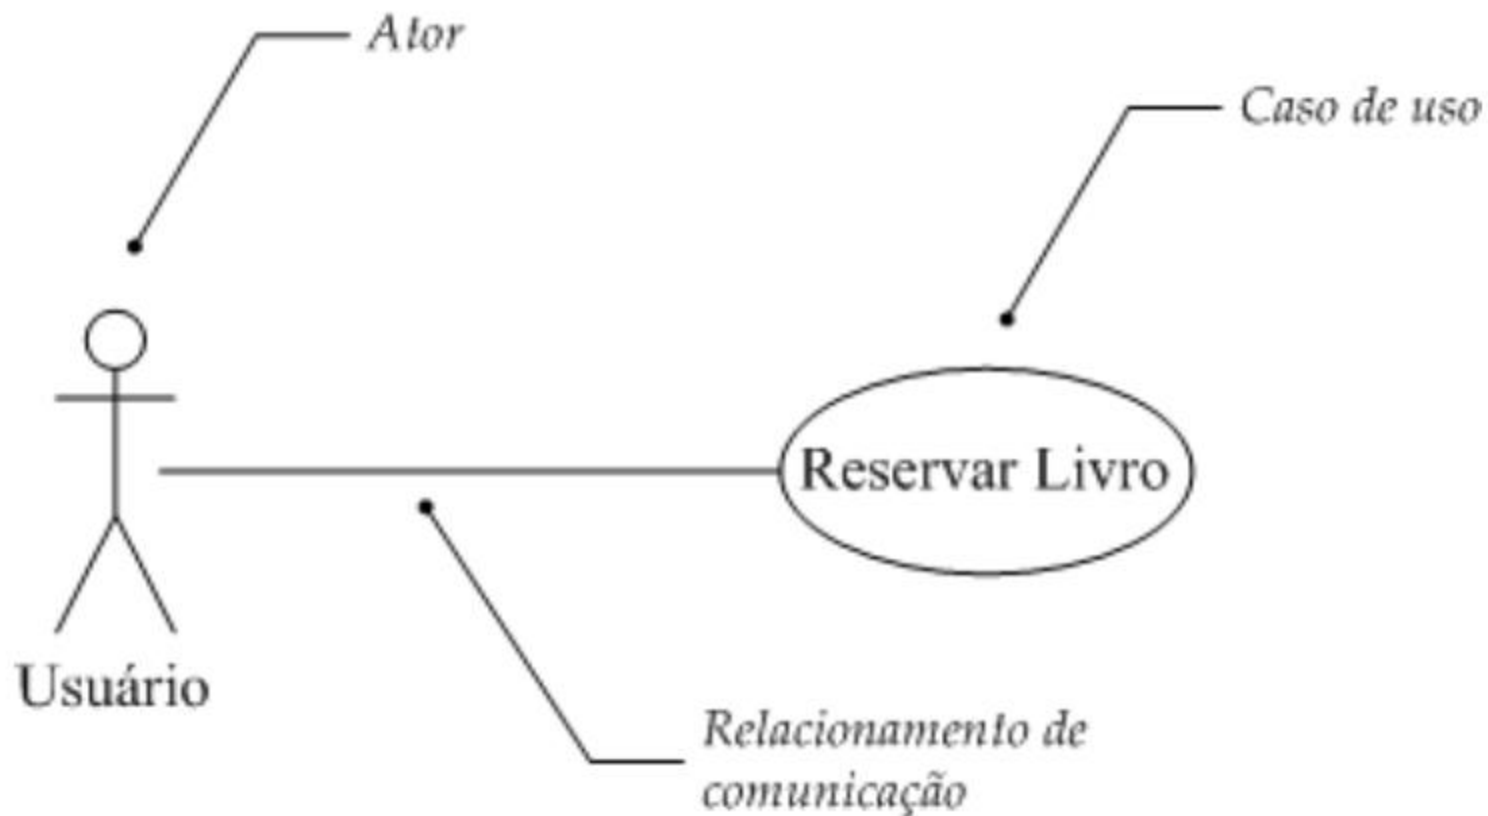 Ator
Caso de uso
Reservar Livro
Usuário
Relacionamento de
comunicação